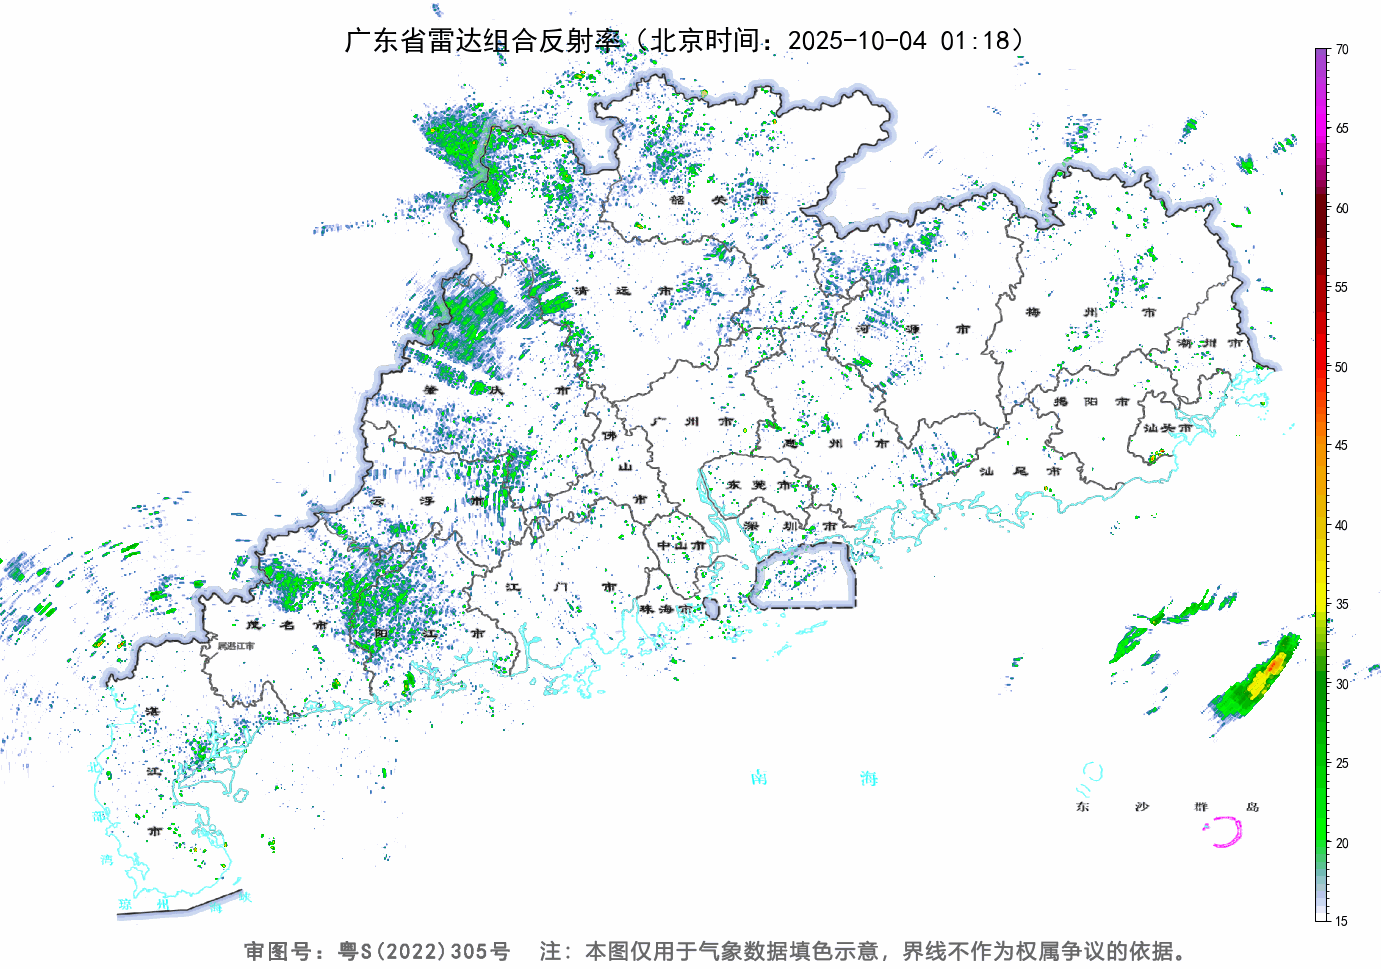 广东省雷达组合反射率（北京时间：2025-10-04 01:18）
70
65
60
55
50
45
40
35
30
25
20
15
韶关市
清远市
河源市
梅州市
潮州市
肇庆市
揭阳市
汕头市
广州市
佛山市
惠州市
汕尾市
东莞市
云浮市
深圳市
中山市
江门市
珠海市
茂名市
阳江市
属湛江市
湛江市
南海
东沙群岛
北部湾
琼州海峡
审图号：粤S(2022)305号 注：本图仅用于气象数据填色示意，界线不作为权属争议的依据。